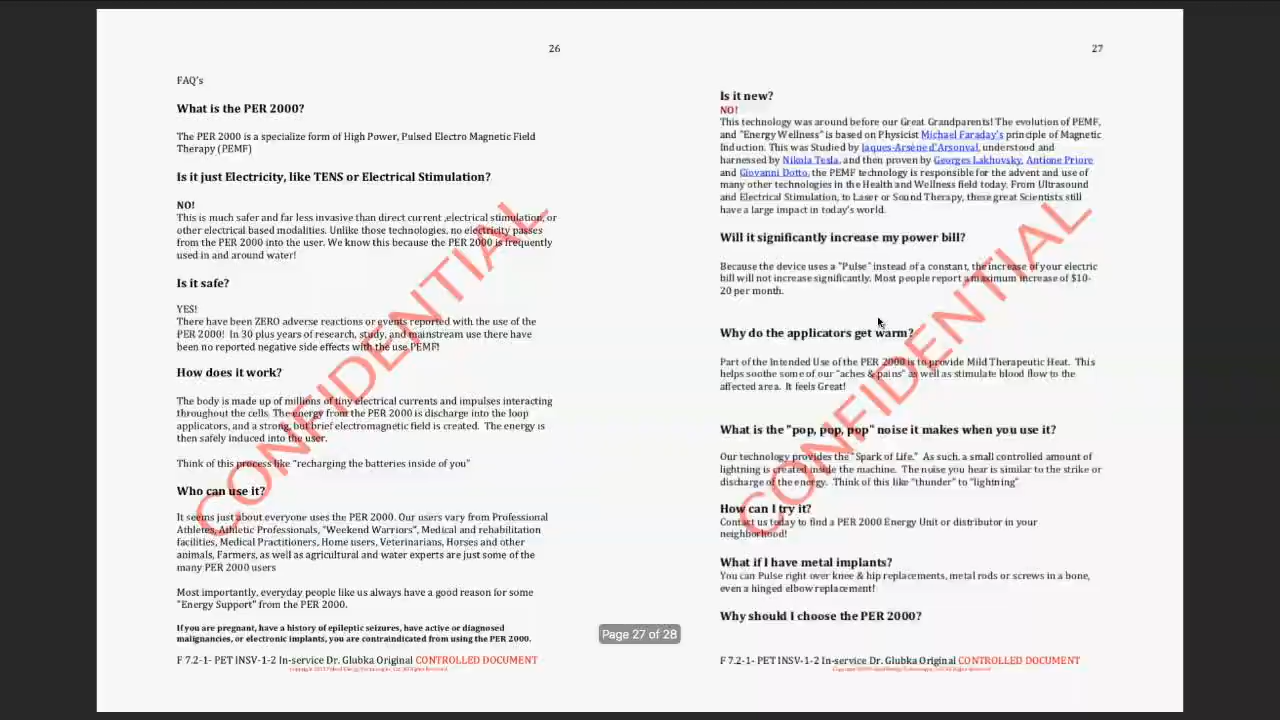 26
FAQ's
What is the PER 2000?
The PER 2000 is a specialize form of High Power, Pulsed Electro Magnetic Field
Therapy (PEMF)
Is it just Electricity, like TENS or Electrical Stimulation?
NO!
This is much safer and far less invasive than direct current ,electrical stimulation, or
other electrical based modalities. Unlike those technologies, no electricity passes
from the PER 2000 into the user. We know this because the PER 2000 is frequently
used in and around water!
Is it safe?
YES!
There have been ZERO adverse reactions or events reported with the use of the
PER 2000! In 30 plus years of research, study, and mainstream use there have
been no reported negative side effects with the use PEMF!
How does it work?
The body is made up of millions of tiny electrical currents and impulses interacting
throughout the cells. The energy from the PER 2000 is discharge into the loop
applicators, and a strong, but brief electromagnetic field is created. The energy is
then safely induced into the user.
Think of this process like "recharging the batteries inside of you"
Who can use it?
It seems just about everyone uses the PER 2000. Our users vary from Professional
Athletes, Athletic Professionals, "Weekend Warriors", Medical and rehabilitation
facilities, Medical Practitioners, Home users, Veterinarians, Horses and other
animals, Farmers, as well as agricultural and water experts are just some of the
many PER 2000 users
Most importantly, everyday people like us always have a good reason for some
"Energy Support" from the PER 2000.
If you are pregnant, have a history of epileptic seizures, have active or diagnosed
malignancies, or electronic implants, you are contraindicated from using the PER 2000.
F 7.2-1- PET INSV-1-2 In-service Dr. Glubka Original CONTROLLED DOCUMENT
CONFIDENTIAL
27
Is it new?
NO!
This technology was around before our Great Grandparents! The evolution of PEMF,
and "Energy Wellness" is based on Physicist Michael Faraday's principle of Magnetic
Induction. This was Studied by Jaques-Arsène d'Arsonval, understood and
harnessed by Nikola Tesla, and then proven by Georges Lakhovsky, Antione Priore
and Giovanni Dotto, the PEMF technology is responsible for the advent and use of
many other technologies in the Health and Wellness field today. From Ultrasound
and Electrical Stimulation, to Laser or Sound Therapy, these great Scientists still
have a large impact in today's world.
Will it significantly increase my power bill?
Because the device uses a "Pulse" instead of a constant, the increase of your electric
bill will not increase significantly. Most people report a maximum increase of $10-
20 per month.
Why do the applicators get warm?
Part of the Intended Use of the PER 2000 is to provide Mild Therapeutic Heat. This
helps soothe some of our "aches & pains" as well as stimulate blood flow to the
affected area. It feels Great!
What is the "pop, pop, pop" noise it makes when you use it?
Our technology provides the "Spark of Life." As such, a small controlled amount of
lightning is created inside the machine. The noise you hear is similar to the strike or
discharge of the energy. Think of this like "thunder" to "lightning"
How can I try it?
Contact us today to find a PER 2000 Energy Unit or distributor in your
neighborhood!
What if I have metal implants?
You can Pulse right over knee & hip replacements, metal rods or screws in a bone,
even a hinged elbow replacement!
Why should I choose the PER 2000?
F 7.2-1- PET INSV-1-2 In-service Dr. Glubka Original CONTROLLED DOCUMENT
CONFIDENTIAL
Page 27 of 28